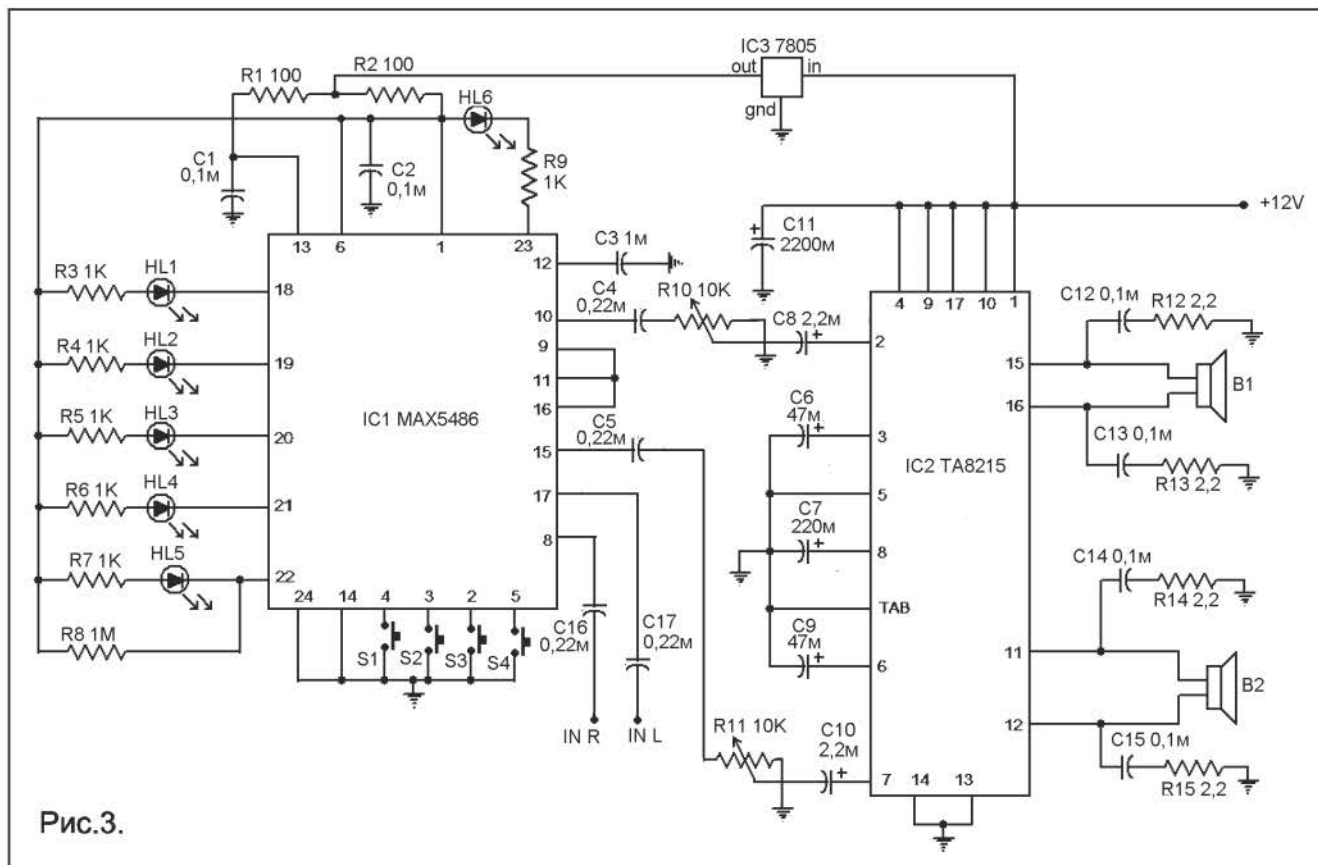 IC3 7805
out in
gnd
R1 100
R2 100
HL6
C1
0,1м
C2
0,1м
R9
1K
+12V
C11
2200м
+
13 6 1 23
12
C3 1м
C4
0,22м
R10 10K
C8 2,2м
+
10
9
11
16
C5
0,22м
15
17
8
R3 1K
HL1
18
R4 1K
HL2
19
R5 1K
HL3
20
R6 1K
HL4
21
R7 1K
HL5
22
R8 1M
IC1 MAX5486
24 14 4 3 2 5
S1 S2 S3 S4
C16
0,22м
C17
0,22м
IN R IN L
R11 10K
C10
2,2м
+
4 9 17 10 1
2
C6
47м
+
3
5
C7
220м
+
8
TAB
C9
47м
+
6
7
14 13
IC2 TA8215
15
16
11
12
C12 0,1м
R12 2,2
B1
C13 0,1м
R13 2,2
C14 0,1м
R14 2,2
B2
C15 0,1м
R15 2,2
Рис.3.